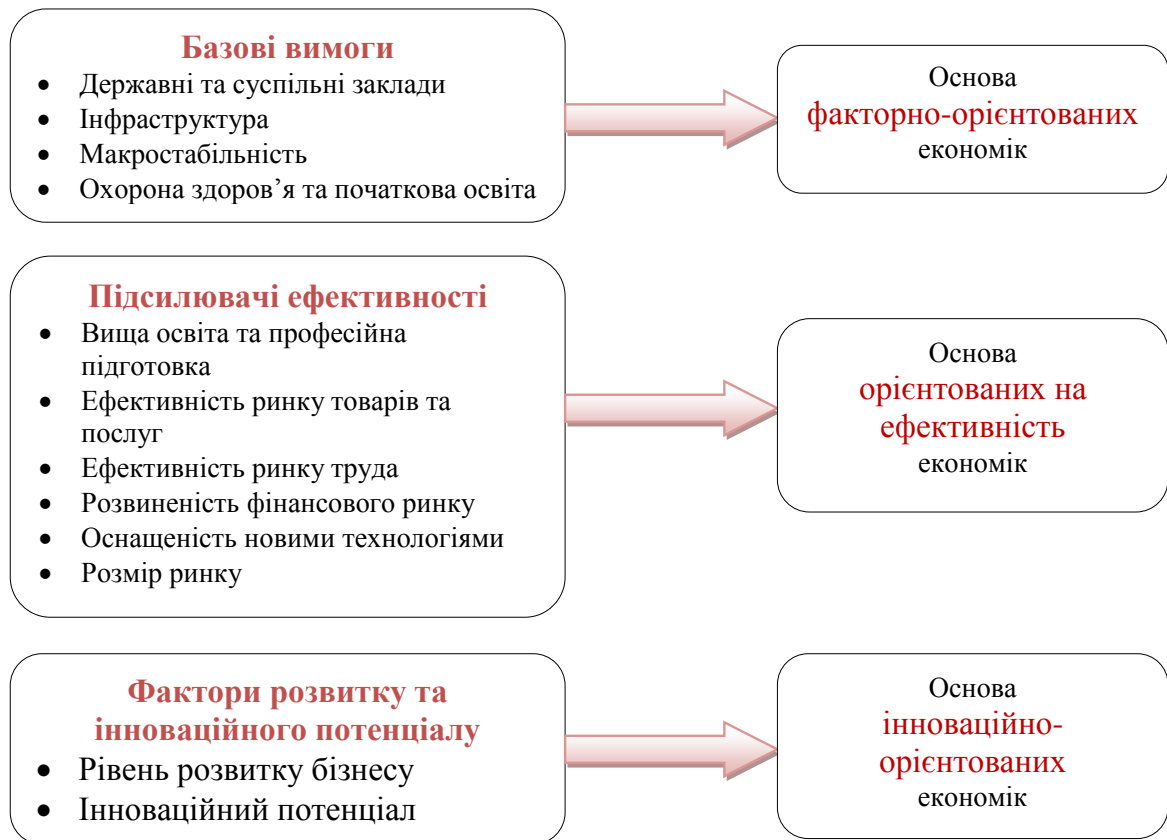 Базові вимоги
• Державні та суспільні заклади
• Інфраструктура
• Макростабільність
• Охорона здоров’я та початкова освіта
Основа
факторно-орієнтованих
економік
Підсилювачі ефективності
• Вища освіта та професійна
підготовка
• Ефективність ринку товарів та
послуг
• Ефективність ринку труда
• Розвиненість фінансового ринку
• Оснащеність новими технологіями
• Розмір ринку
Основа
орієнтованих на
ефективність
економік
Фактори розвитку та
інноваційного потенціалу
• Рівень розвитку бізнесу
• Інноваційний потенціал
Основа
інноваційно-
орієнтованих
економік